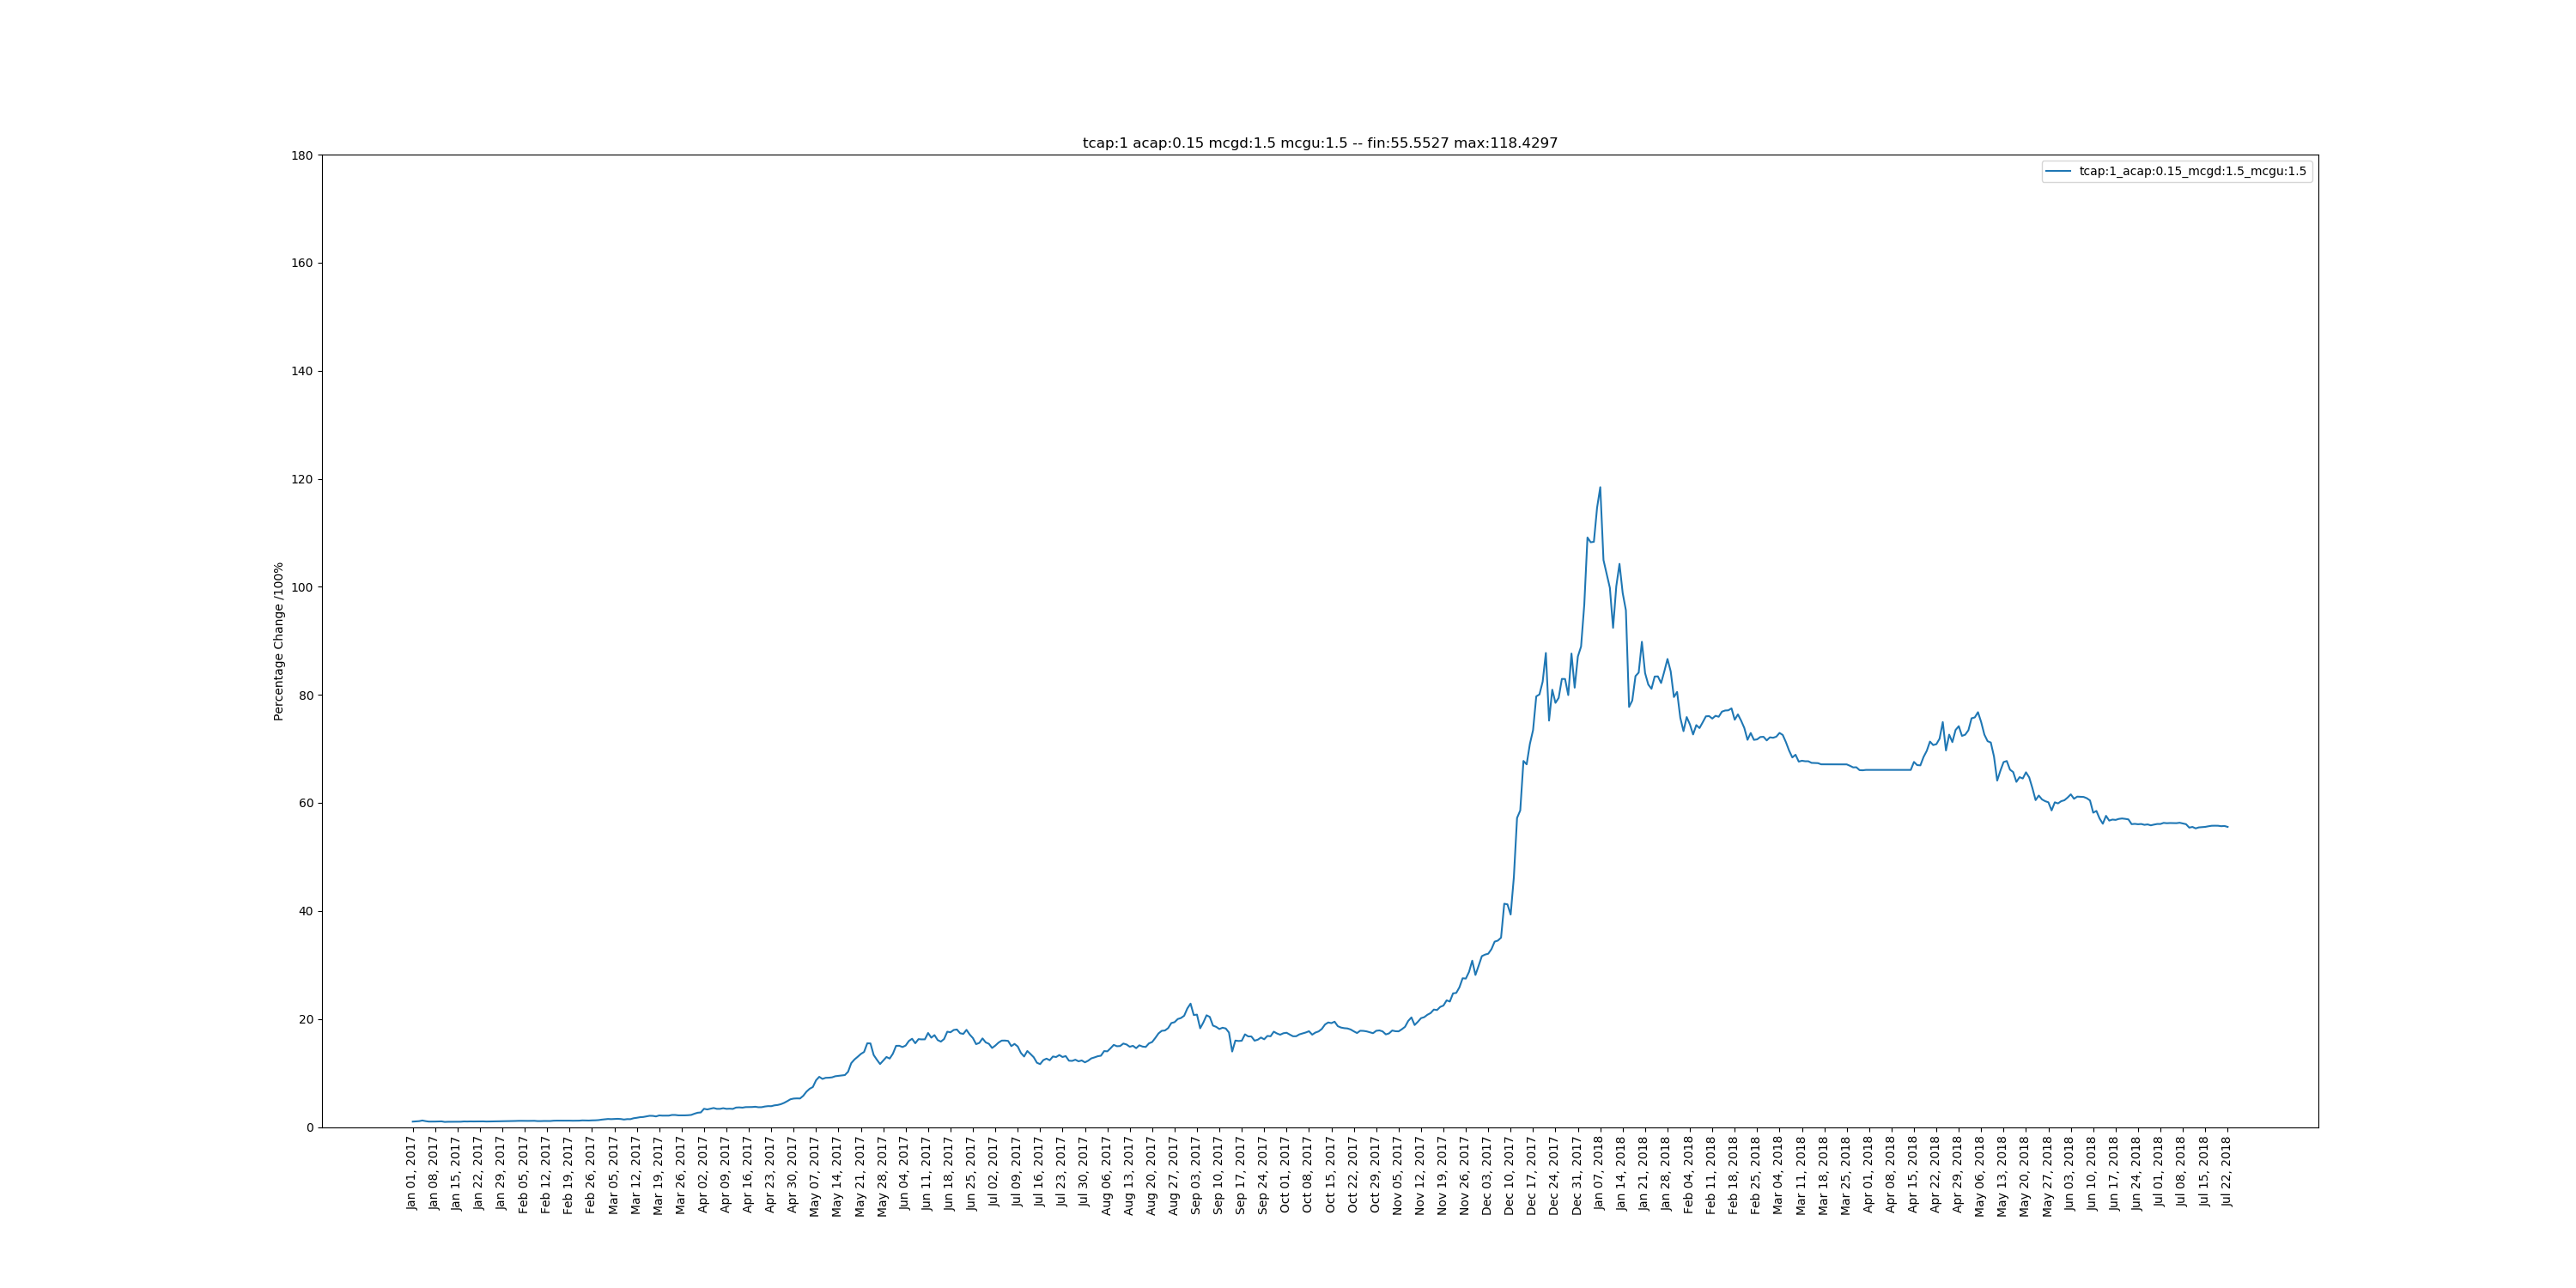 tcap:1 acap:0.15 mcgd:1.5 mcgu:1.5 -- fin:55.5527 max:118.4297
tcap:1_acap:0.15_mcgd:1.5_mcgu:1.5
Percentage Change /100%
180
160
140
120
100
80
60
40
20
0
Jan 01, 2017
Jan 08, 2017
Jan 15, 2017
Jan 22, 2017
Jan 29, 2017
Feb 05, 2017
Feb 12, 2017
Feb 19, 2017
Feb 26, 2017
Mar 05, 2017
Mar 12, 2017
Mar 19, 2017
Mar 26, 2017
Apr 02, 2017
Apr 09, 2017
Apr 16, 2017
Apr 23, 2017
Apr 30, 2017
May 07, 2017
May 14, 2017
May 21, 2017
May 28, 2017
Jun 04, 2017
Jun 11, 2017
Jun 18, 2017
Jun 25, 2017
Jul 02, 2017
Jul 09, 2017
Jul 16, 2017
Jul 23, 2017
Jul 30, 2017
Aug 06, 2017
Aug 13, 2017
Aug 20, 2017
Aug 27, 2017
Sep 03, 2017
Sep 10, 2017
Sep 17, 2017
Sep 24, 2017
Oct 01, 2017
Oct 08, 2017
Oct 15, 2017
Oct 22, 2017
Oct 29, 2017
Nov 05, 2017
Nov 12, 2017
Nov 19, 2017
Nov 26, 2017
Dec 03, 2017
Dec 10, 2017
Dec 17, 2017
Dec 24, 2017
Dec 31, 2017
Jan 07, 2018
Jan 14, 2018
Jan 21, 2018
Jan 28, 2018
Feb 04, 2018
Feb 11, 2018
Feb 18, 2018
Feb 25, 2018
Mar 04, 2018
Mar 11, 2018
Mar 18, 2018
Mar 25, 2018
Apr 01, 2018
Apr 08, 2018
Apr 15, 2018
Apr 22, 2018
Apr 29, 2018
May 06, 2018
May 13, 2018
May 20, 2018
May 27, 2018
Jun 03, 2018
Jun 10, 2018
Jun 17, 2018
Jun 24, 2018
Jul 01, 2018
Jul 08, 2018
Jul 15, 2018
Jul 22, 2018